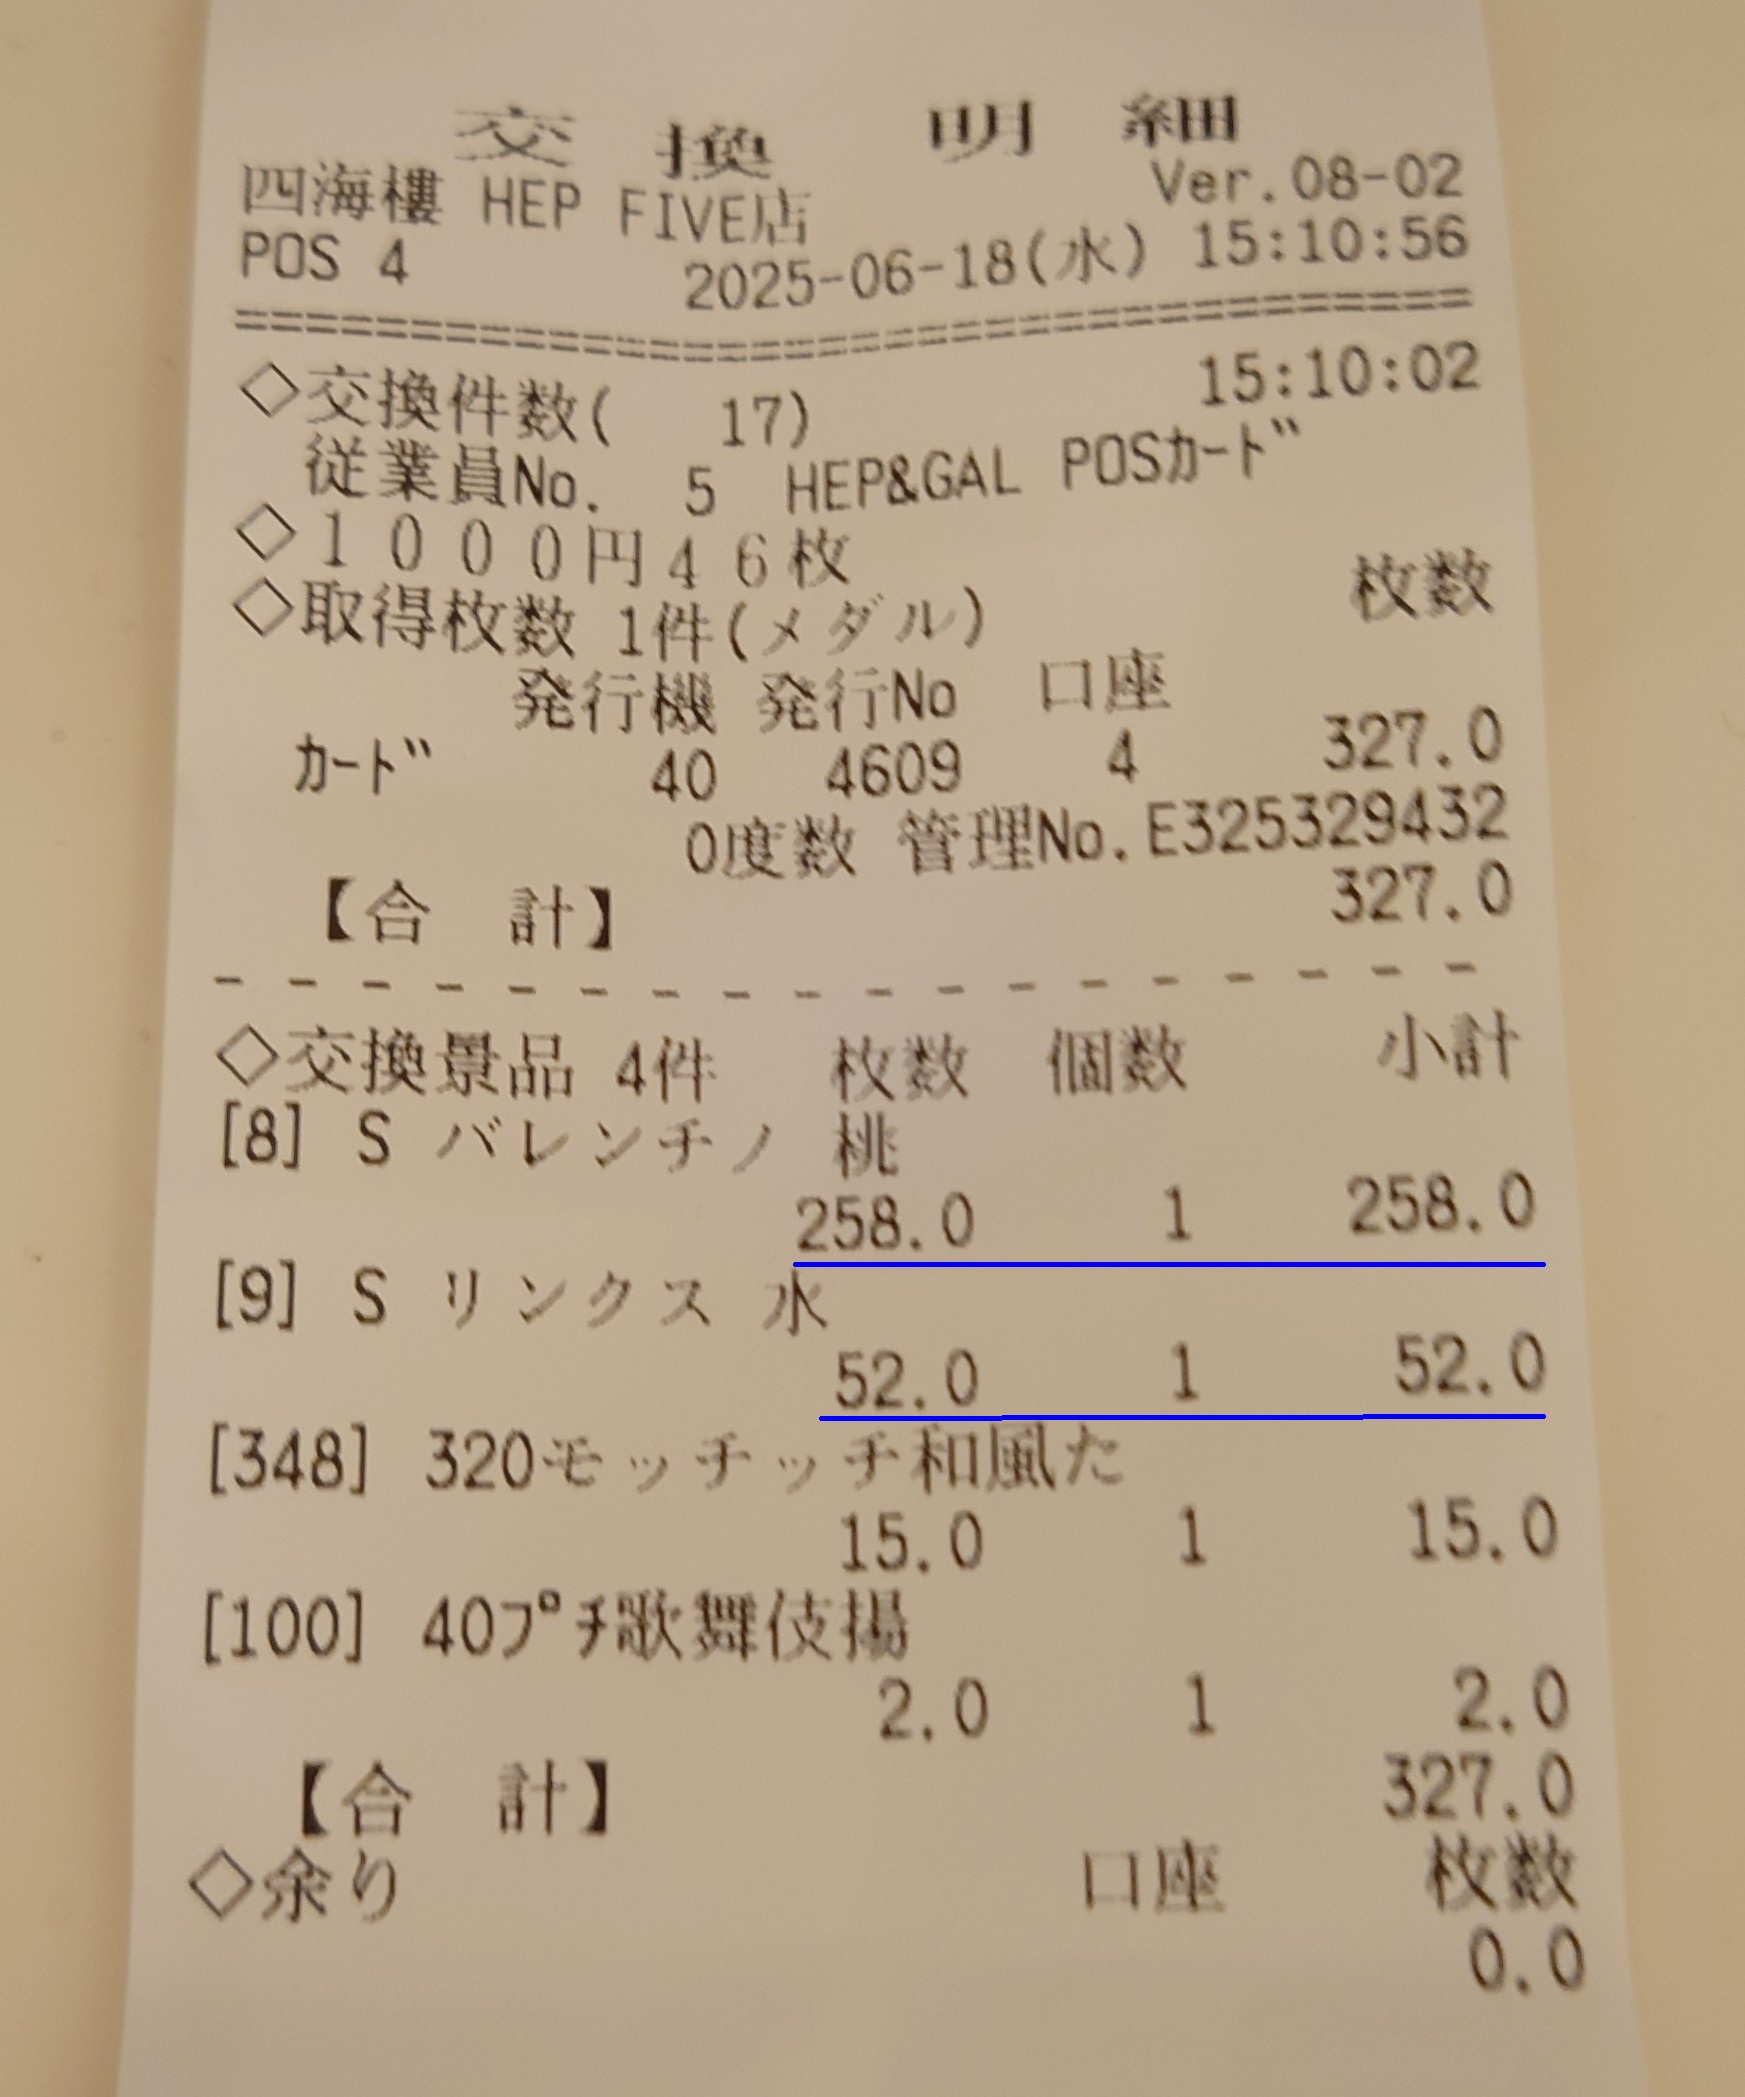 交換明細
四海樓 HEP FIVE店 Ver.08-02
POS 4 2025-06-18(水) 15:10:56
◇交換件数( 17) 15:10:02
従業員No. 5 HEP&GAL POSｶｰﾄﾞ
◇１０００円４６枚
◇取得枚数 1件(メダル) 枚数
発行機 発行No 口座
ｶｰﾄﾞ 40 4609 4 327.0
0度数 管理No.E325329432
【合 計】 327.0
◇交換景品 4件 枚数 個数 小計
[8] S バレンチノ 桃
258.0 1 258.0
[9] S リンクス 水
52.0 1 52.0
[348] 320モッチッチ和風た
15.0 1 15.0
[100] 40ﾌﾟﾁ歌舞伎揚
2.0 1 2.0
【合 計】 327.0
◇余り 口座 枚数
0.0